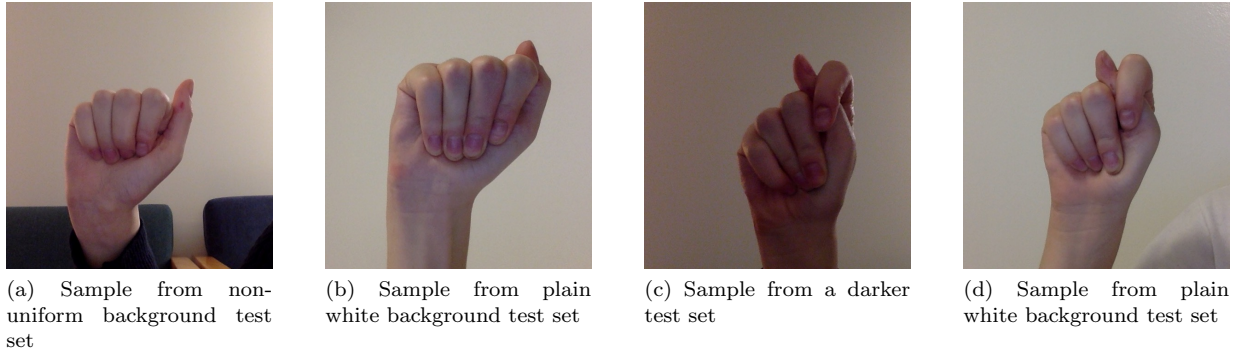 (a) Sample from non-
uniform background test
set
(b) Sample from plain
white background test set
(c) Sample from a darker
test set
(d) Sample from plain
white background test set